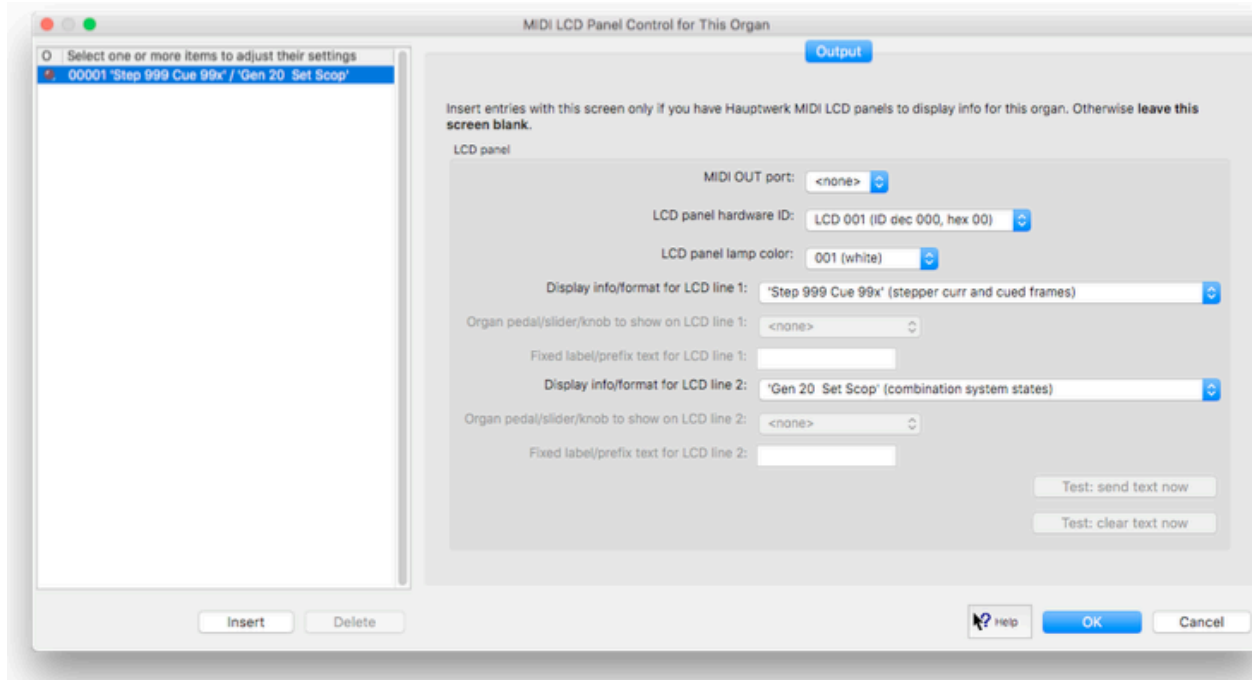 MIDI LCD Panel Control for This Organ
O Select one or more items to adjust their settings
00001 'Step 999 Cue 99x' / 'Gen 20 Set Scop'
Output
Insert entries with this screen only if you have Hauptwerk MIDI LCD panels to display info for this organ. Otherwise leave this
screen blank.
LCD panel
MIDI OUT port: <none>
LCD panel hardware ID: LCD 001 (ID dec 000, hex 00)
LCD panel lamp color: 001 (white)
Display info/format for LCD line 1: 'Step 999 Cue 99x' (stepper curr and cued frames)
Organ pedal/slider/knob to show on LCD line 1: <none>
Fixed label/prefix text for LCD line 1:
Display info/format for LCD line 2: 'Gen 20 Set Scop' (combination system states)
Organ pedal/slider/knob to show on LCD line 2: <none>
Fixed label/prefix text for LCD line 2:
Test: send text now
Test: clear text now
Insert Delete ? Help OK Cancel